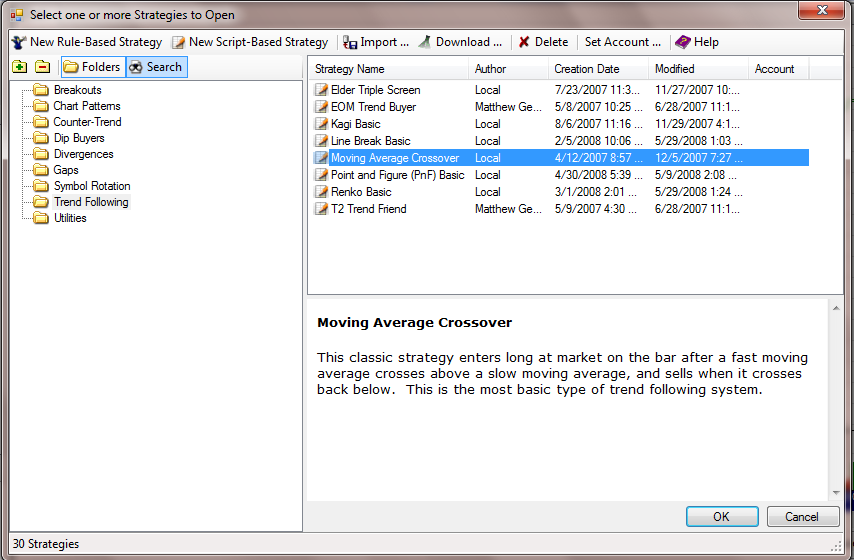 Select one or more Strategies to Open
New Rule-Based Strategy New Script-Based Strategy Import ... Download ... Delete Set Account ... Help
Folders Search
Breakouts
Chart Patterns
Counter-Trend
Dip Buyers
Divergences
Gaps
Symbol Rotation
Trend Following
Utilities
Strategy Name Author Creation Date Modified Account
Elder Triple Screen Local 7/23/2007 11:3... 11/27/2007 10:...
EOM Trend Buyer Matthew Ge... 5/8/2007 10:25 ... 6/28/2007 11:1...
Kagi Basic Local 8/6/2007 11:16 ... 11/29/2007 4:1...
Line Break Basic Local 2/5/2008 10:06 ... 5/29/2008 1:03 ...
Moving Average Crossover Local 4/12/2007 8:57 ... 12/5/2007 7:27 ...
Point and Figure (PnF) Basic Local 4/30/2008 5:39 ... 5/9/2008 2:08 ...
Renko Basic Local 3/1/2008 2:01 ... 5/29/2008 1:24 ...
T2 Trend Friend Matthew Ge... 5/9/2007 4:30 ... 6/28/2007 11:1...
Moving Average Crossover
This classic strategy enters long at market on the bar after a fast moving
average crosses above a slow moving average, and sells when it crosses
back below.  This is the most basic type of trend following system.
OK Cancel
30 Strategies